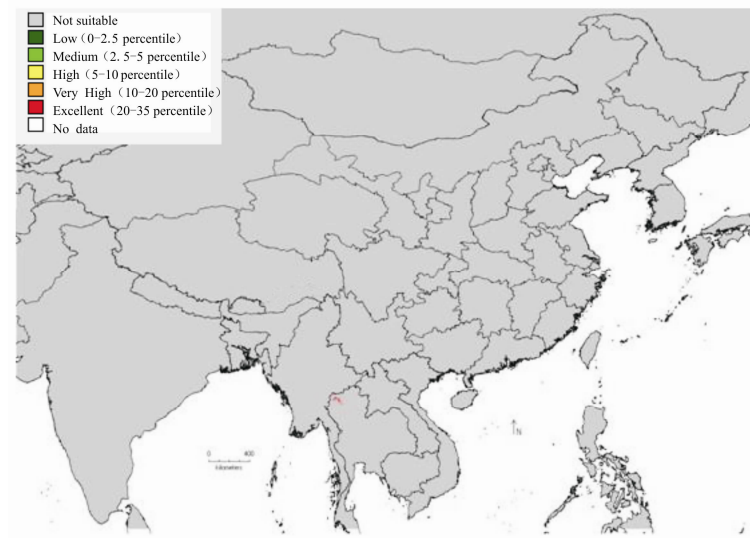 Not suitable
Low（0-2.5 percentile）
Medium（2.5-5 percentile）
High（5-10 percentile）
Very High（10-20 percentile）
Excellent（20-35 percentile）
No data
N
0 400
kilometers